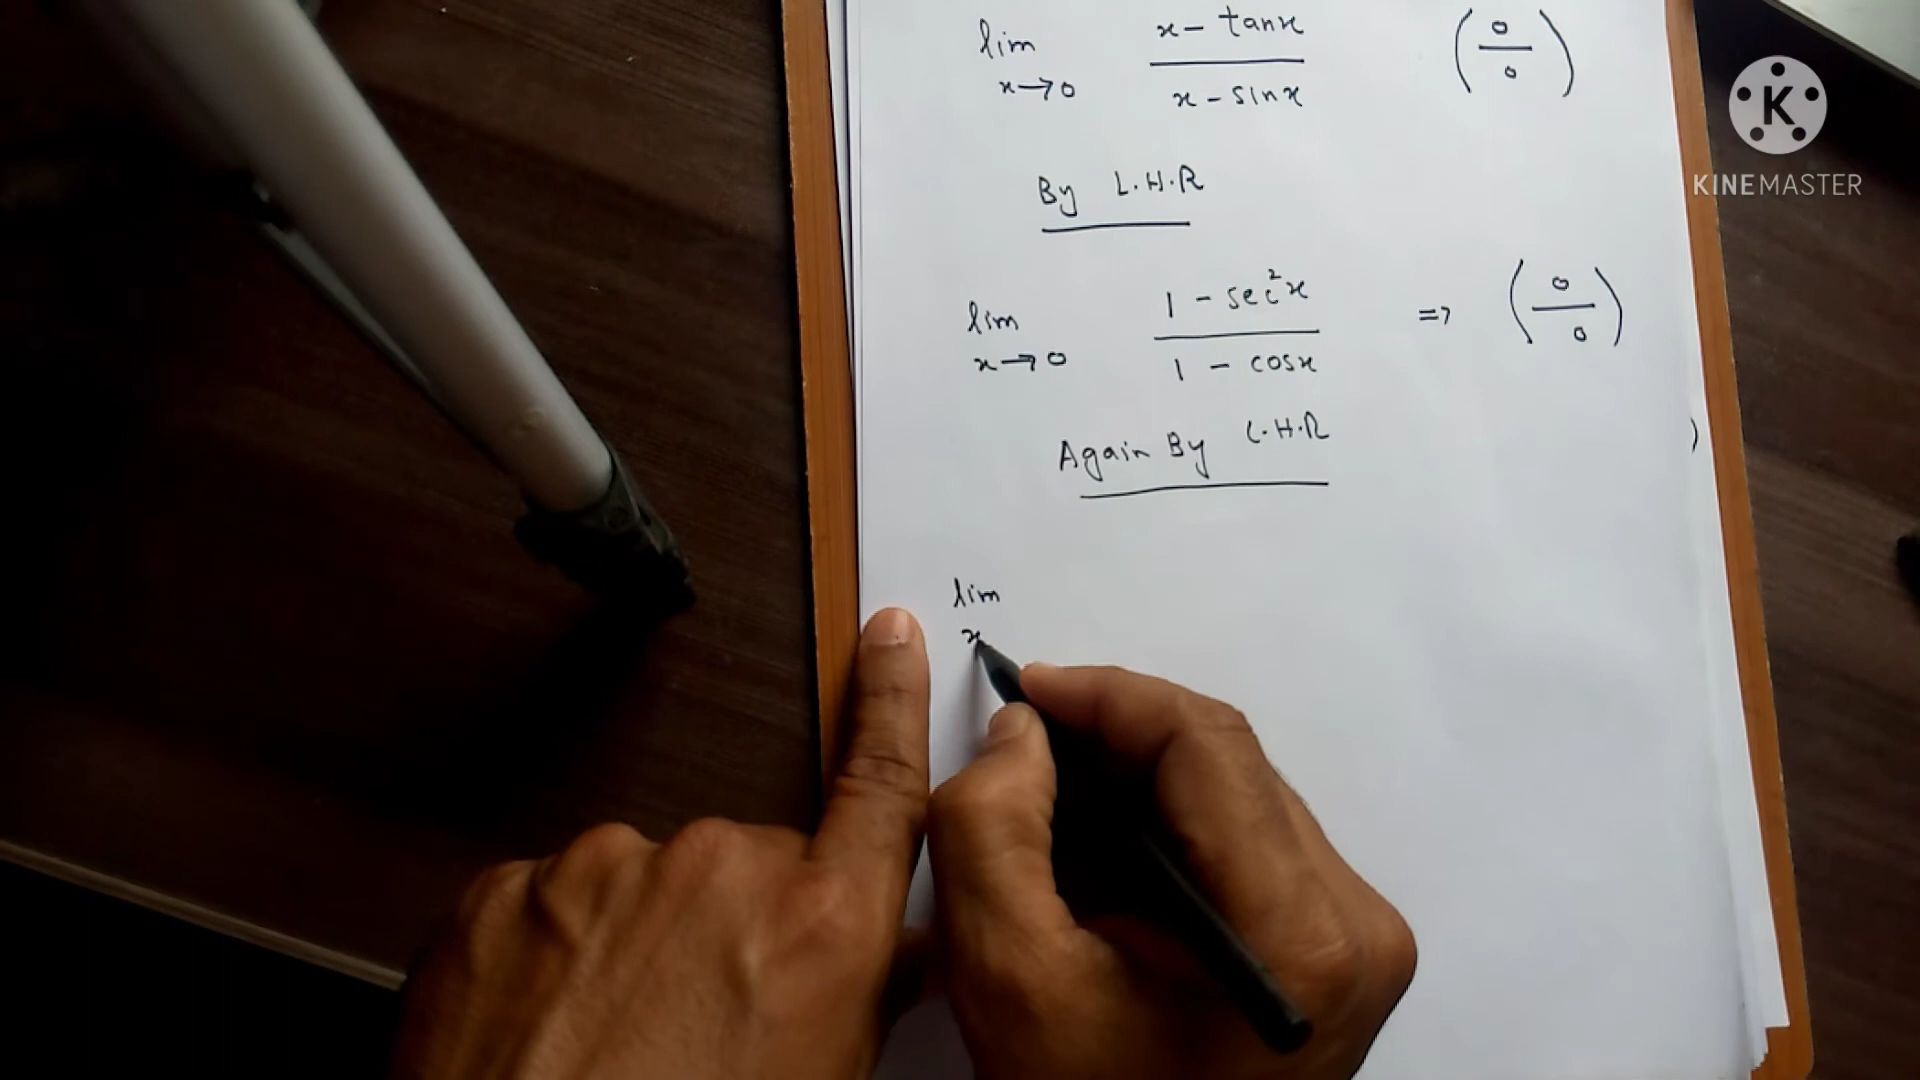 lim x→0 x - tanx / x - sinx (0/0)
By L.H.R
lim x→0 1 - sec²x / 1 - cosx => (0/0)
Again By L.H.R
lim x
K
KINEMASTER